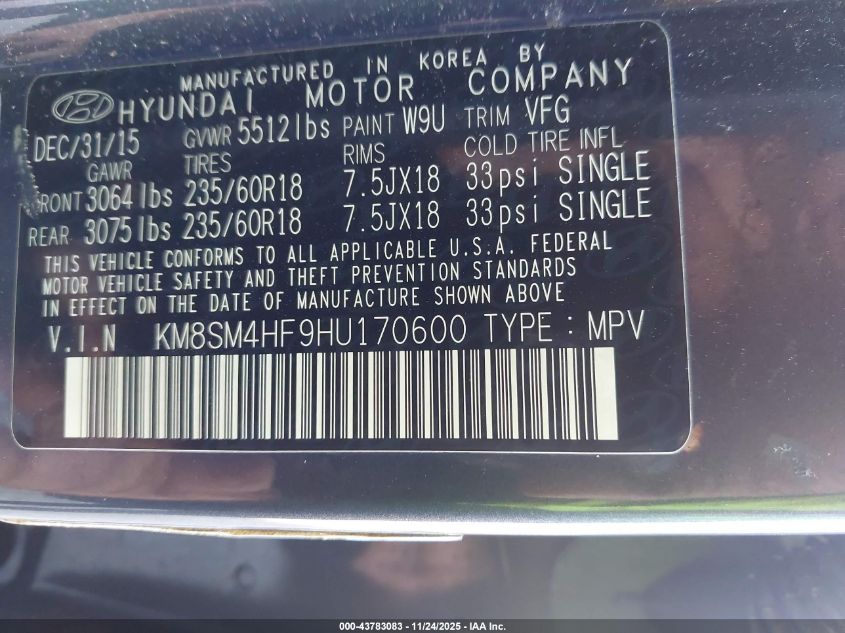 MANUFACTURED IN KOREA BY
HYUNDAI MOTOR COMPANY
DEC/31/15 GVWR 5512lbs PAINT W9U TRIM VFG
GAWR TIRES RIMS COLD TIRE INFL
FRONT 3064lbs 235/60R18 7.5JX18 33psi SINGLE
REAR 3075lbs 235/60R18 7.5JX18 33psi SINGLE
THIS VEHICLE CONFORMS TO ALL APPLICABLE U.S.A. FEDERAL
MOTOR VEHICLE SAFETY AND THEFT PREVENTION STANDARDS
IN EFFECT ON THE DATE OF MANUFACTURE SHOWN ABOVE
V.I.N KM8SM4HF9HU170600 TYPE : MPV
000-43783083 - 11/24/2025 - IAA Inc.